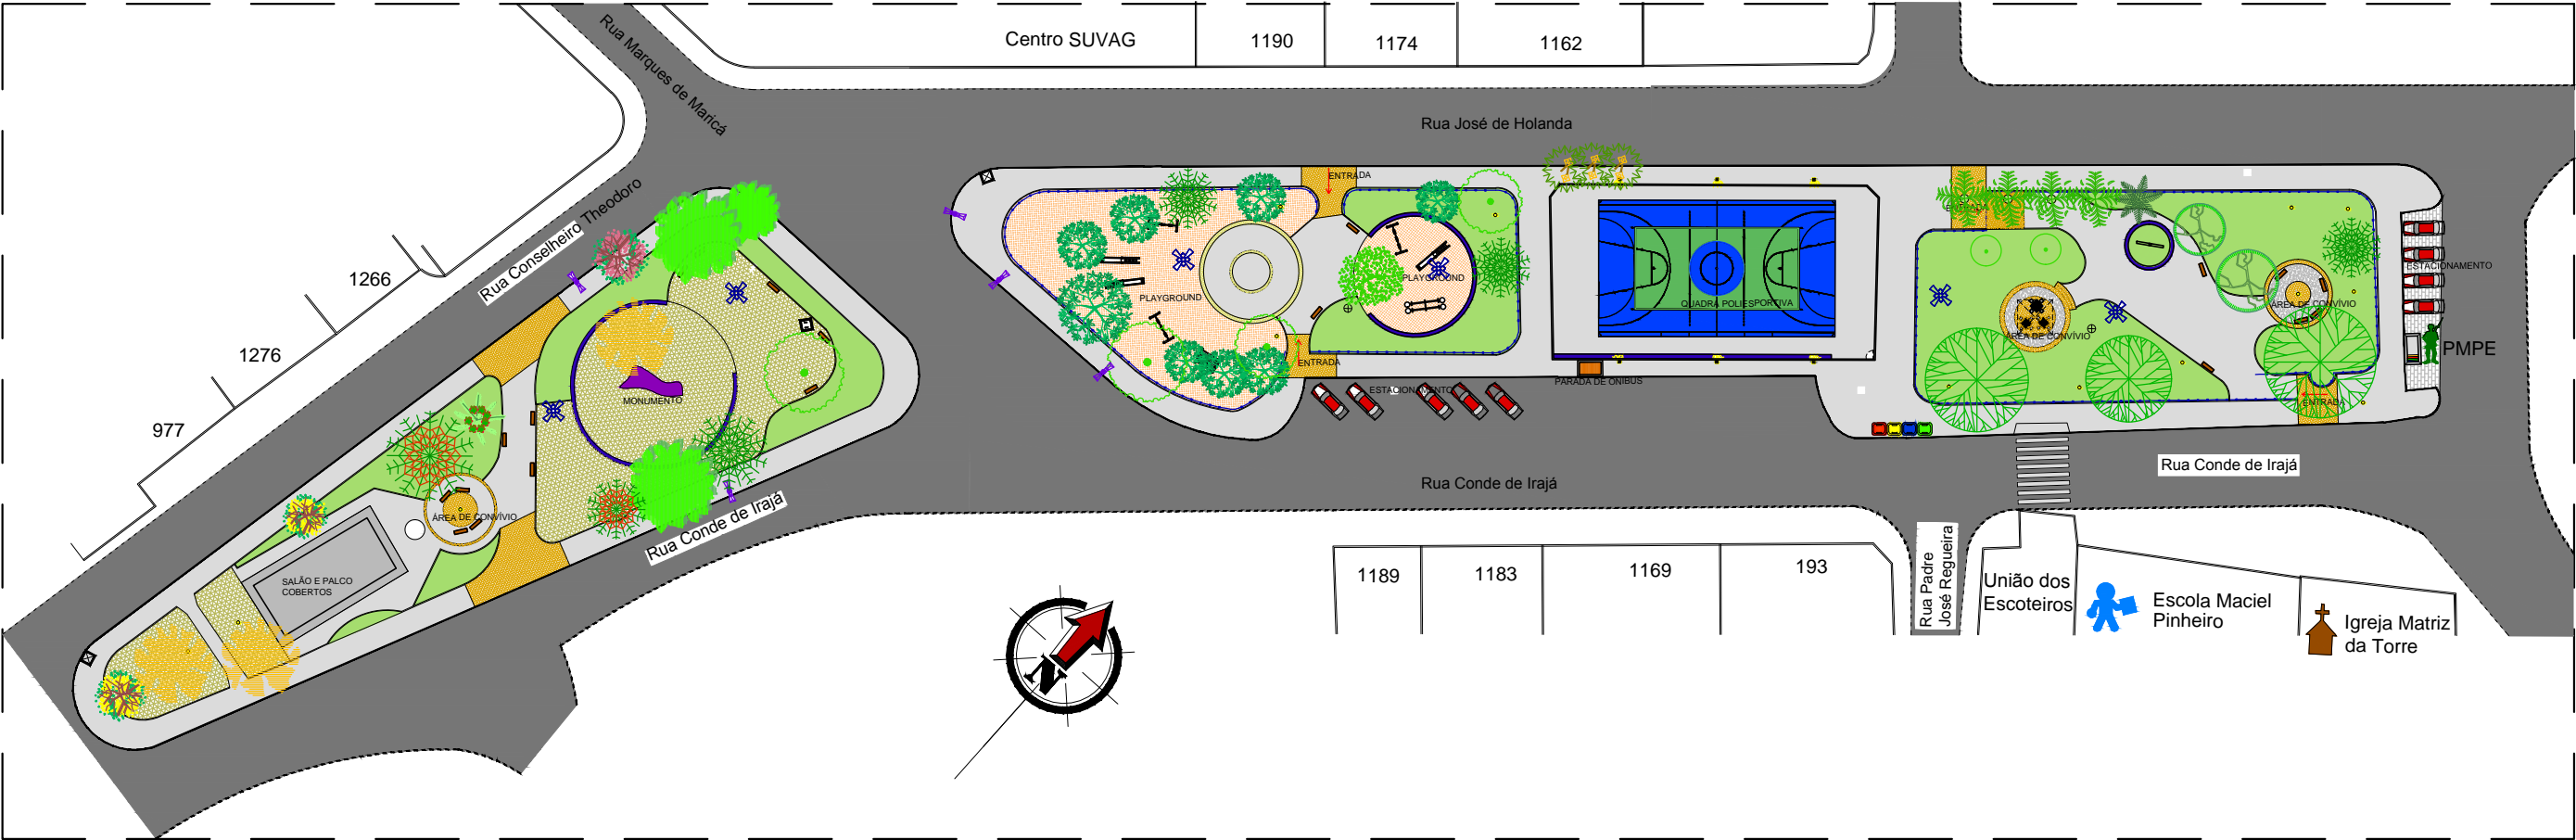 Centro SUVAG
1190
1174
1162
Rua Marques de Maricá
Rua José de Holanda
Rua Conselheiro Theodoro
1266
1276
977
ENTRADA
PLAYGROUND
PLAYGROUND
ENTRADA
ESTACIONAMENTO
QUADRA POLIESPORTIVA
PARADA DE ÔNIBUS
ENTRADA
ÁREA DE CONVÍVIO
ÁREA DE CONVÍVIO
ENTRADA
ESTACIONAMENTO
PMPE
MONUMENTO
ÁREA DE CONVÍVIO
SALÃO E PALCO
COBERTOS
Rua Conde de Irajá
Rua Conde de Irajá
Rua Conde de Irajá
1189
1183
1169
193
Rua Padre
José Regueira
União dos
Escoteiros
Escola Maciel
Pinheiro
Igreja Matriz
da Torre
N